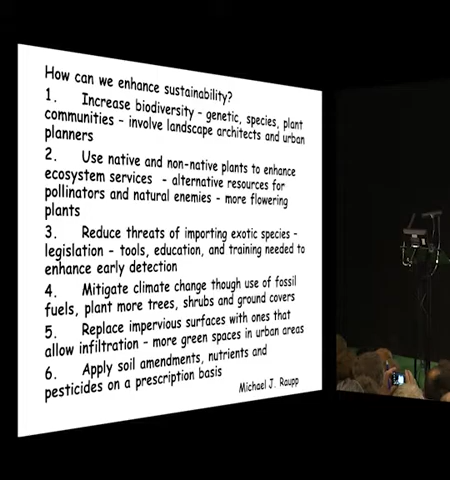 How can we enhance sustainability?
1. Increase biodiversity - genetic, species, plant
communities - involve landscape architects and urban
planners
2. Use native and non-native plants to enhance
ecosystem services - alternative resources for
pollinators and natural enemies - more flowering
plants
3. Reduce threats of importing exotic species -
legislation - tools, education, and training needed to
enhance early detection
4. Mitigate climate change though use of fossil
fuels, plant more trees, shrubs and ground covers
5. Replace impervious surfaces with ones that
allow infiltration - more green spaces in urban areas
6. Apply soil amendments, nutrients and
pesticides on a prescription basis
Michael J. Raupp